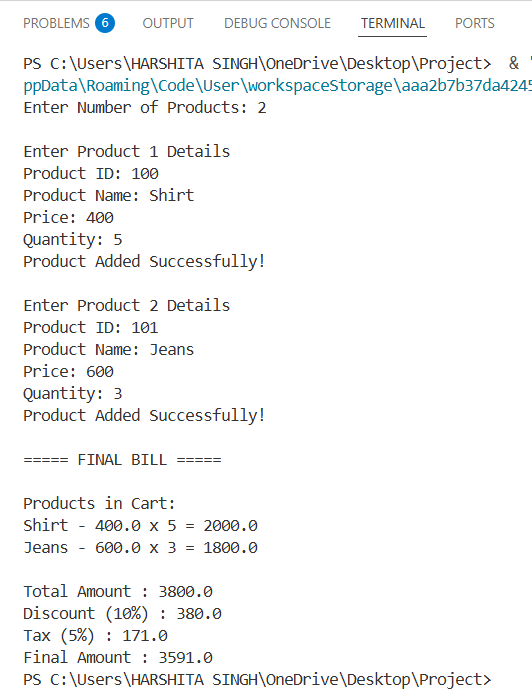 PROBLEMS 6 OUTPUT DEBUG CONSOLE TERMINAL PORTS
PS C:\Users\HARSHITA SINGH\OneDrive\Desktop\Project> & '
ppData\Roaming\Code\User\workspaceStorage\aaa2b7b37da4245
Enter Number of Products: 2
Enter Product 1 Details
Product ID: 100
Product Name: Shirt
Price: 400
Quantity: 5
Product Added Successfully!
Enter Product 2 Details
Product ID: 101
Product Name: Jeans
Price: 600
Quantity: 3
Product Added Successfully!
===== FINAL BILL =====
Products in Cart:
Shirt - 400.0 x 5 = 2000.0
Jeans - 600.0 x 3 = 1800.0
Total Amount : 3800.0
Discount (10%) : 380.0
Tax (5%) : 171.0
Final Amount : 3591.0
PS C:\Users\HARSHITA SINGH\OneDrive\Desktop\Project>